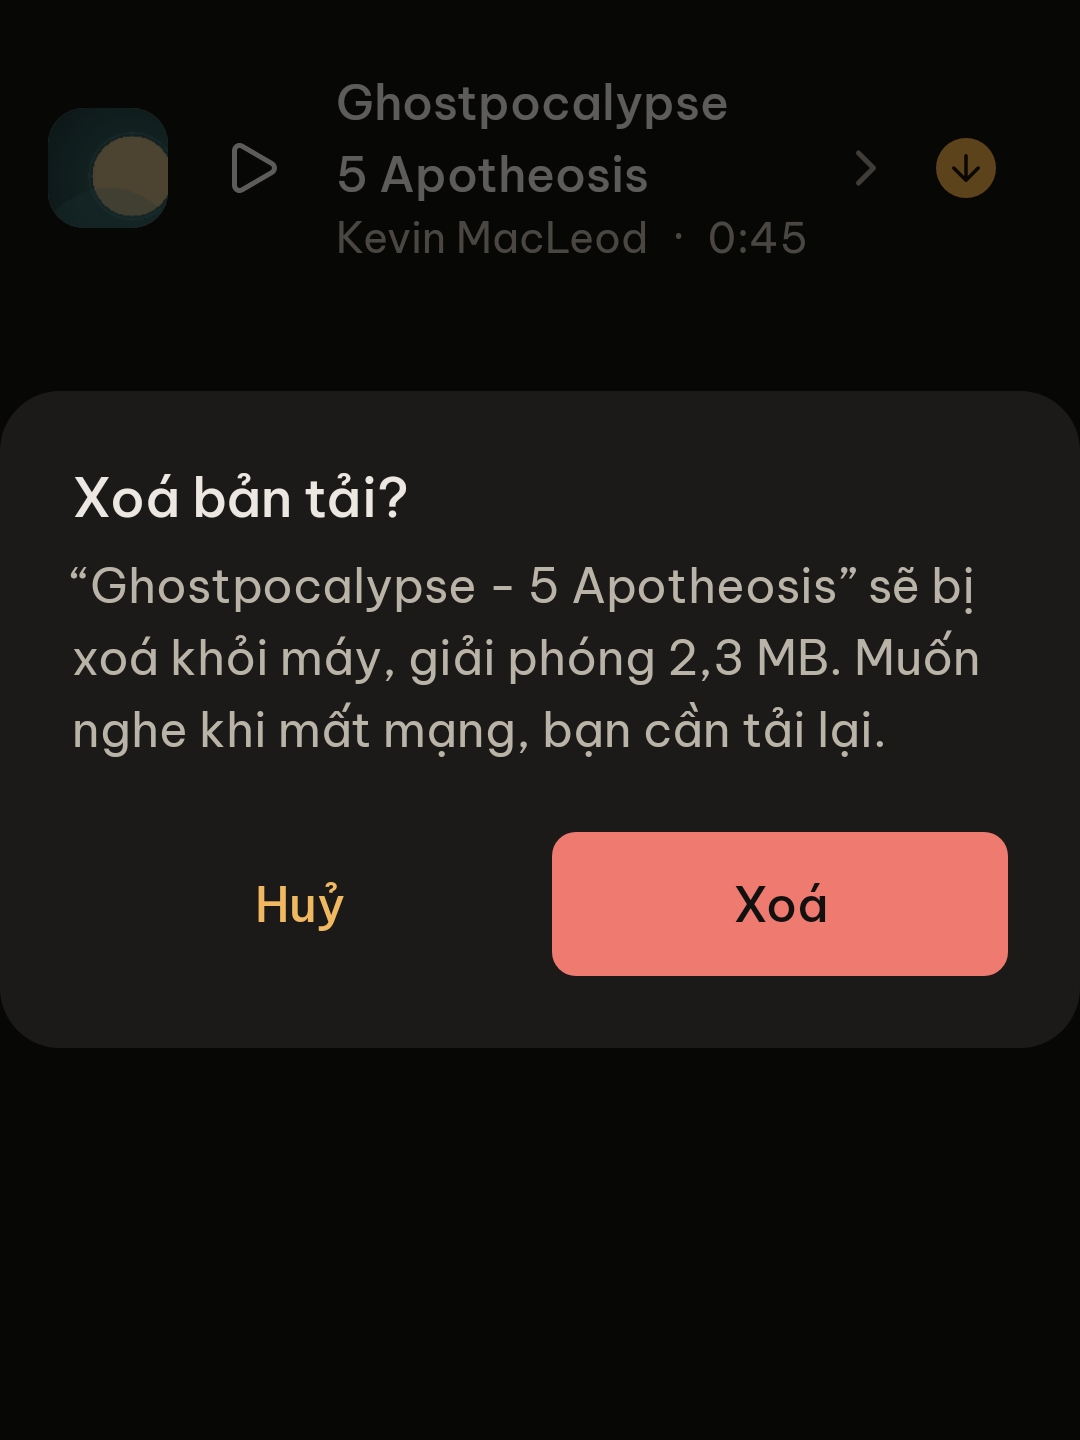 Ghostpocalypse
5 Apotheosis
Kevin MacLeod · 0:45
Xoá bản tải?
“Ghostpocalypse – 5 Apotheosis” sẽ bị
xoá khỏi máy, giải phóng 2,3 MB. Muốn
nghe khi mất mạng, bạn cần tải lại.
Huỷ
Xoá